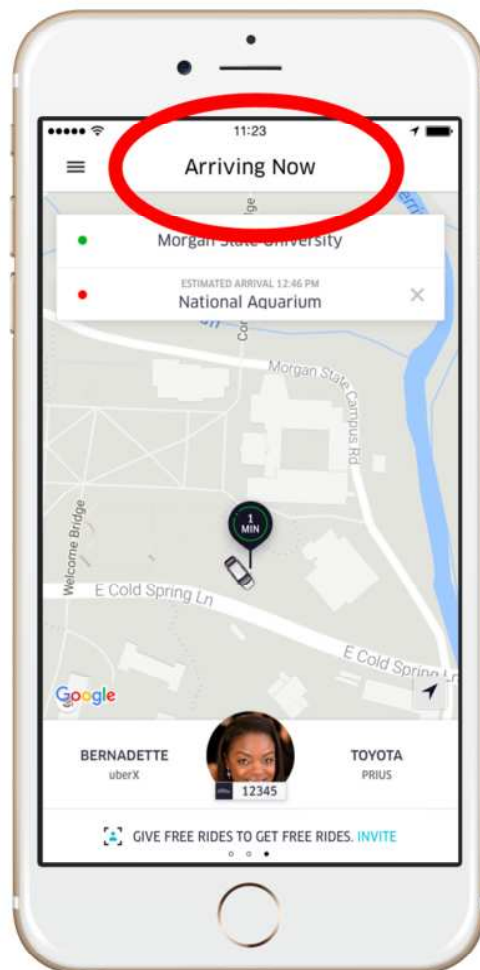 11:23
Arriving Now
Morgan State University
ESTIMATED ARRIVAL 12:46 PM
National Aquarium
Morgan State Campus Rd
1
MIN
Welcome Bridge
E Cold Spring Ln
E Cold Spring Ln
Google
BERNADETTE
uberX
TOYOTA
PRIUS
12345
GIVE FREE RIDES TO GET FREE RIDES. INVITE